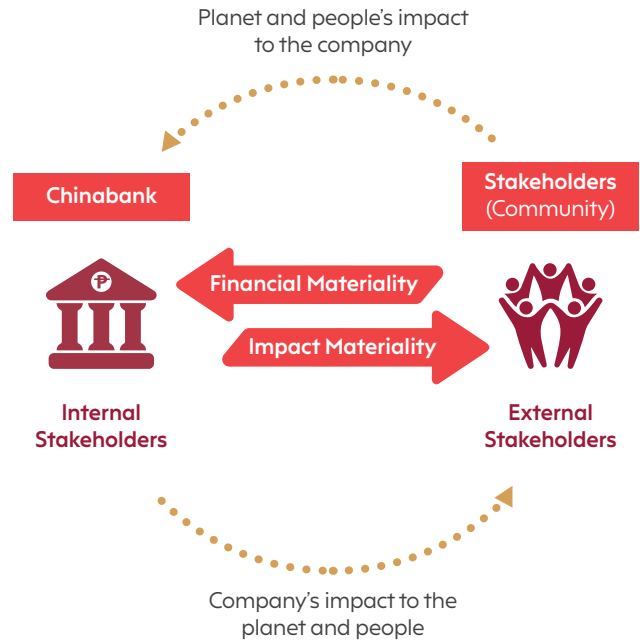 Planet and people's impact
to the company
Chinabank
Stakeholders
(Community)
₱
Financial Materiality
Impact Materiality
Internal
Stakeholders
External
Stakeholders
Company's impact to the
planet and people